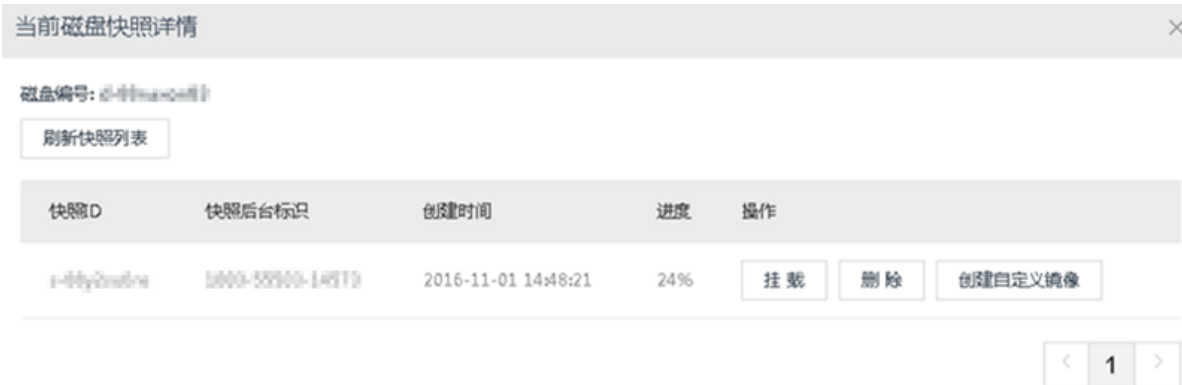 当前磁盘快照详情 ×
磁盘编号:
刷新快照列表
快照ID 快照后台标识 创建时间 进度 操作
2016-11-01 14:48:21 24% 挂载 删除 创建自定义镜像
< 1 >